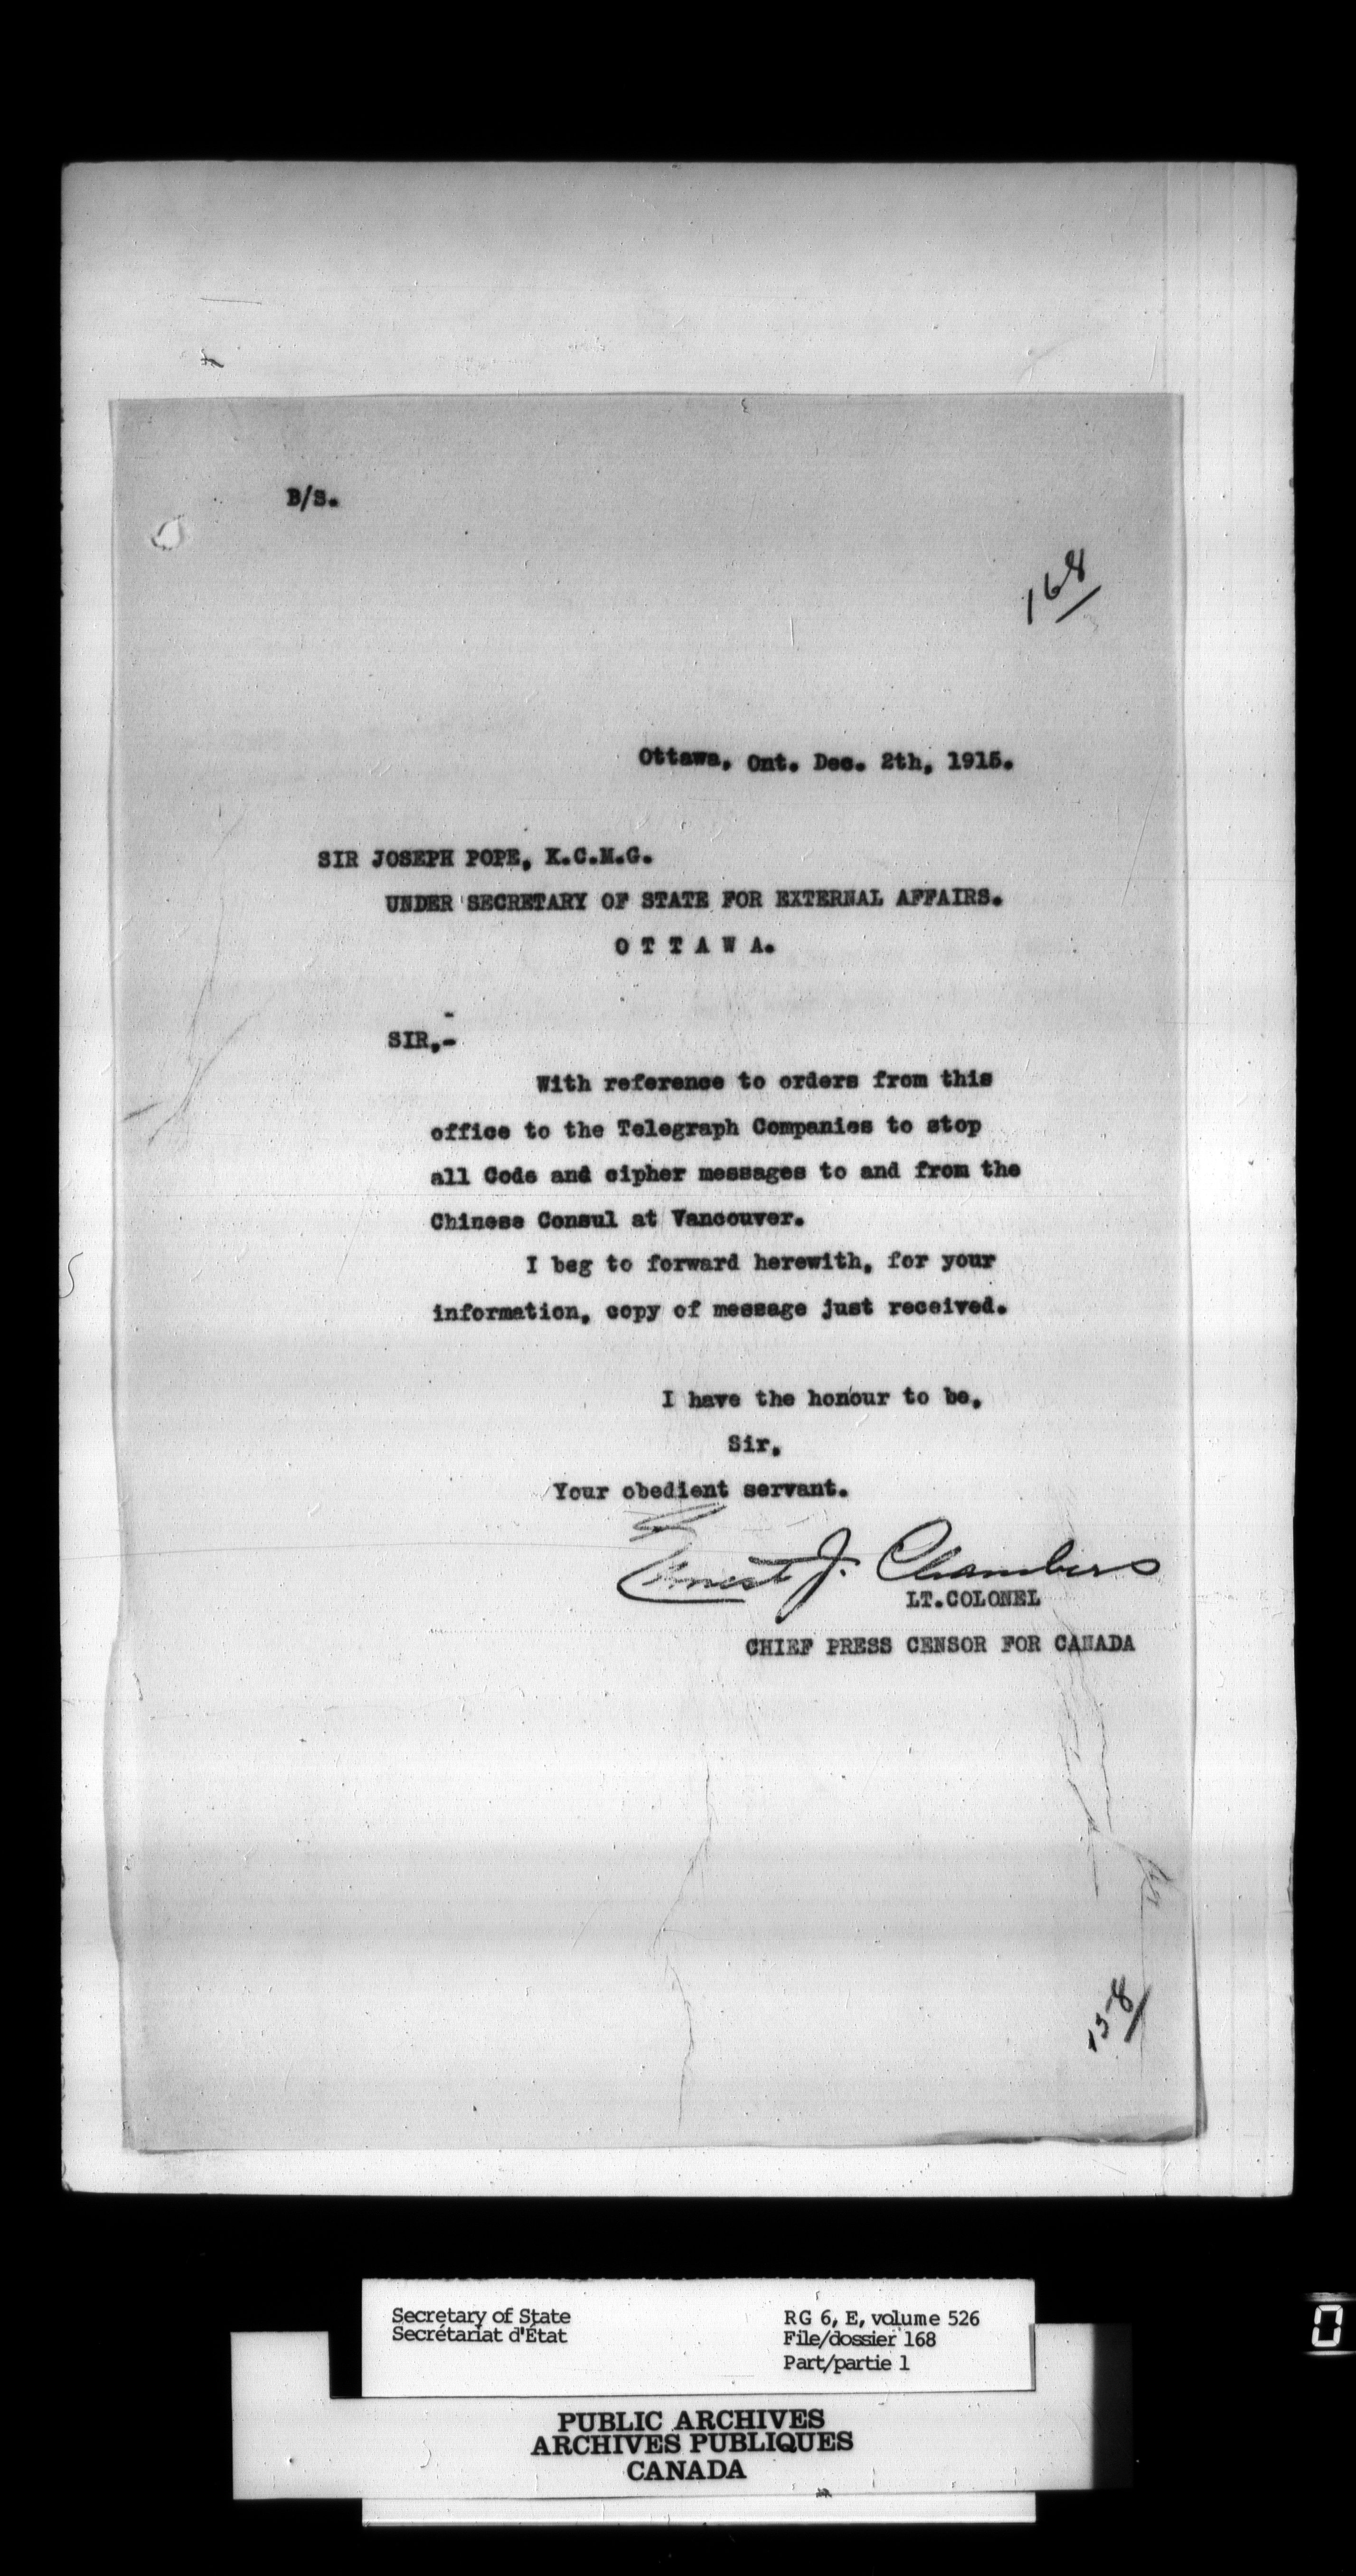 B/S.
168
Ottawa, Ont. Dec. 2th, 1915.
SIR JOSEPH POPE, K.C.M.G.
UNDER SECRETARY OF STATE FOR EXTERNAL AFFAIRS.
O T T A W A.
SIR,-
With reference to orders from this
office to the Telegraph Companies to stop
all Code and cipher messages to and from the
Chinese Consul at Vancouver.
I beg to forward herewith, for your
information, copy of message just received.
I have the honour to be,
Sir,
Your obedient servant.
Ernest J. Chambers
LT.COLONEL
CHIEF PRESS CENSOR FOR CANADA
Secretary of State
Secrétariat d'État
RG 6, E, volume 526
File/dossier 168
Part/partie 1
PUBLIC ARCHIVES
ARCHIVES PUBLIQUES
CANADA
0